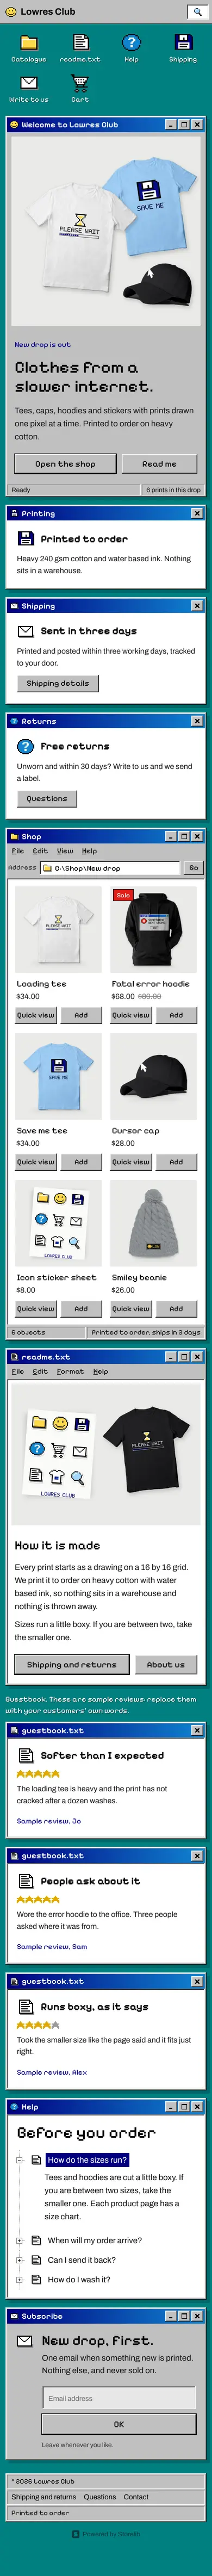 Lowres Club
Catalogue
readme.txt
Help
Shipping
Write to us
Cart
Welcome to Lowres Club
PLEASE WAIT
SAVE ME
New drop is out
Clothes from a
slower internet.
Tees, caps, hoodies and stickers with prints drawn
one pixel at a time. Printed to order on heavy
cotton.
Open the shop
Read me
Ready
6 prints in this drop
Printing
Printed to order
Heavy 240 gsm cotton and water based ink. Nothing
sits in a warehouse.
Shipping
Sent in three days
Printed and posted within three working days, tracked
to your door.
Shipping details
Returns
Free returns
Unworn and within 30 days? Write to us and we send
a label.
Questions
Shop
File Edit View Help
Address
C:\Shop\New drop
Go
PLEASE WAIT
Sale
Loading tee
$34.00
Quick view
Add
Fatal error hoodie
$68.00 $80.00
Quick view
Add
SAVE ME
Save me tee
$34.00
Quick view
Add
Cursor cap
$28.00
Quick view
Add
LOWRES CLUB
Icon sticker sheet
$8.00
Quick view
Add
Smiley beanie
$26.00
Quick view
Add
6 objects
Printed to order, ships in 3 days
readme.txt
File Edit Format Help
LOWRES CLUB
PLEASE WAIT
How it is made
Every print starts as a drawing on a 16 by 16 grid.
We print it to order on heavy cotton with water
based ink, so nothing sits in a warehouse and
nothing is thrown away.
Sizes run a little boxy. If you are between two, take
the smaller one.
Shipping and returns
About us
Guestbook. These are sample reviews: replace them
with your customers' own words.
guestbook.txt
Softer than I expected
The loading tee is heavy and the print has not
cracked after a dozen washes.
Sample review, Jo
guestbook.txt
People ask about it
Wore the error hoodie to the office. Three people
asked where it was from.
Sample review, Sam
guestbook.txt
Runs boxy, as it says
Took the smaller size like the page said and it fits just
right.
Sample review, Alex
Help
Before you order
How do the sizes run?
Tees and hoodies are cut a little boxy. If
you are between two sizes, take the
smaller one. Each product page has a
size chart.
When will my order arrive?
Can I send it back?
How do I wash it?
Subscribe
New drop, first.
One email when something new is printed.
Nothing else, and never sold on.
Email address
OK
Leave whenever you like.
© 2026 Lowres Club
Shipping and returns Questions Contact
Printed to order